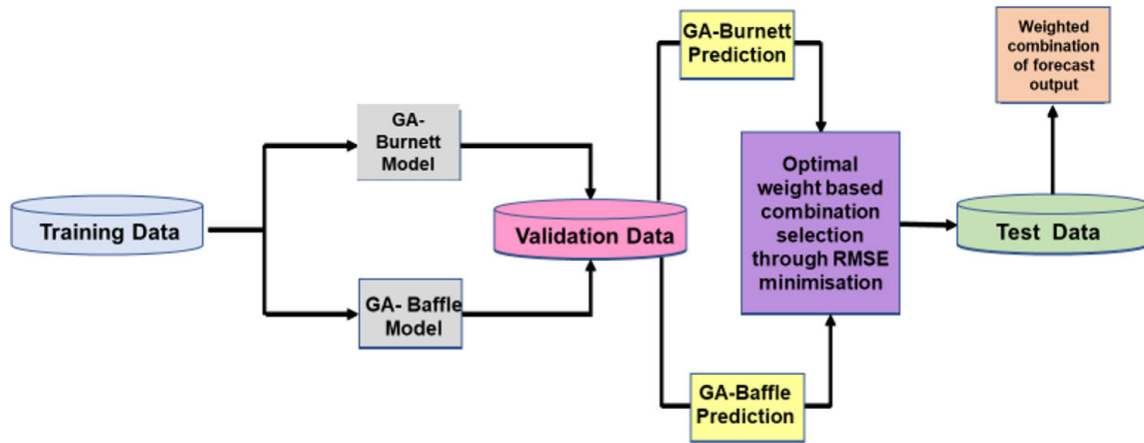 Training Data
GA-
Burnett
Model
GA- Baffle
Model
Validation Data
GA-Burnett
Prediction
GA-Baffle
Prediction
Optimal
weight based
combination
selection
through RMSE
minimisation
Test Data
Weighted
combination
of forecast
output